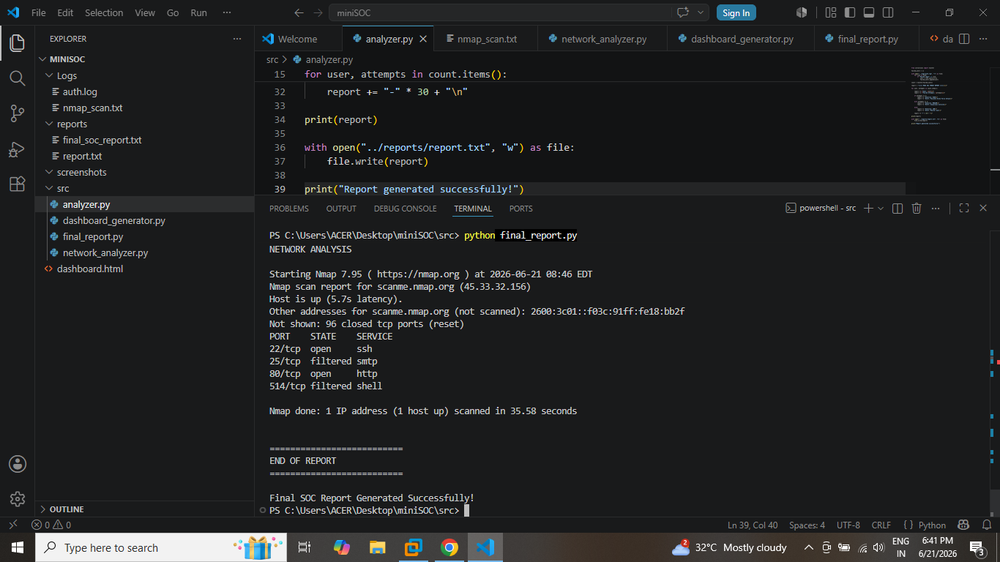 File Edit Selection View Go Run ··· miniSOC Sign In
EXPLORER ···
MINISOC
Logs
auth.log
nmap_scan.txt
reports
final_soc_report.txt
report.txt
screenshots
src
analyzer.py
dashboard_generator.py
final_report.py
network_analyzer.py
dashboard.html
OUTLINE
Welcome analyzer.py nmap_scan.txt network_analyzer.py dashboard_generator.py final_report.py da ···
src > analyzer.py
15 for user, attempts in count.items():
32 report += "-" * 30 + "\n"
33
34 print(report)
35
36 with open("../reports/report.txt", "w") as file:
37 file.write(report)
38
39 print("Report generated successfully!")
PROBLEMS OUTPUT DEBUG CONSOLE TERMINAL PORTS powershell - src ···
PS C:\Users\ACER\Desktop\miniSOC\src> python final_report.py
NETWORK ANALYSIS
Starting Nmap 7.95 ( https://nmap.org ) at 2026-06-21 08:46 EDT
Nmap scan report for scanme.nmap.org (45.33.32.156)
Host is up (5.7s latency).
Other addresses for scanme.nmap.org (not scanned): 2600:3c01::f03c:91ff:fe18:bb2f
Not shown: 96 closed tcp ports (reset)
PORT STATE SERVICE
22/tcp open ssh
25/tcp filtered smtp
80/tcp open http
514/tcp filtered shell
Nmap done: 1 IP address (1 host up) scanned in 35.58 seconds
==========================
END OF REPORT
==========================
Final SOC Report Generated Successfully!
PS C:\Users\ACER\Desktop\miniSOC\src>
0 0 Ln 39, Col 40 Spaces: 4 UTF-8 CRLF { } Python
Type here to search 32°C Mostly cloudy ENG IN 6:41 PM 6/21/2026 3